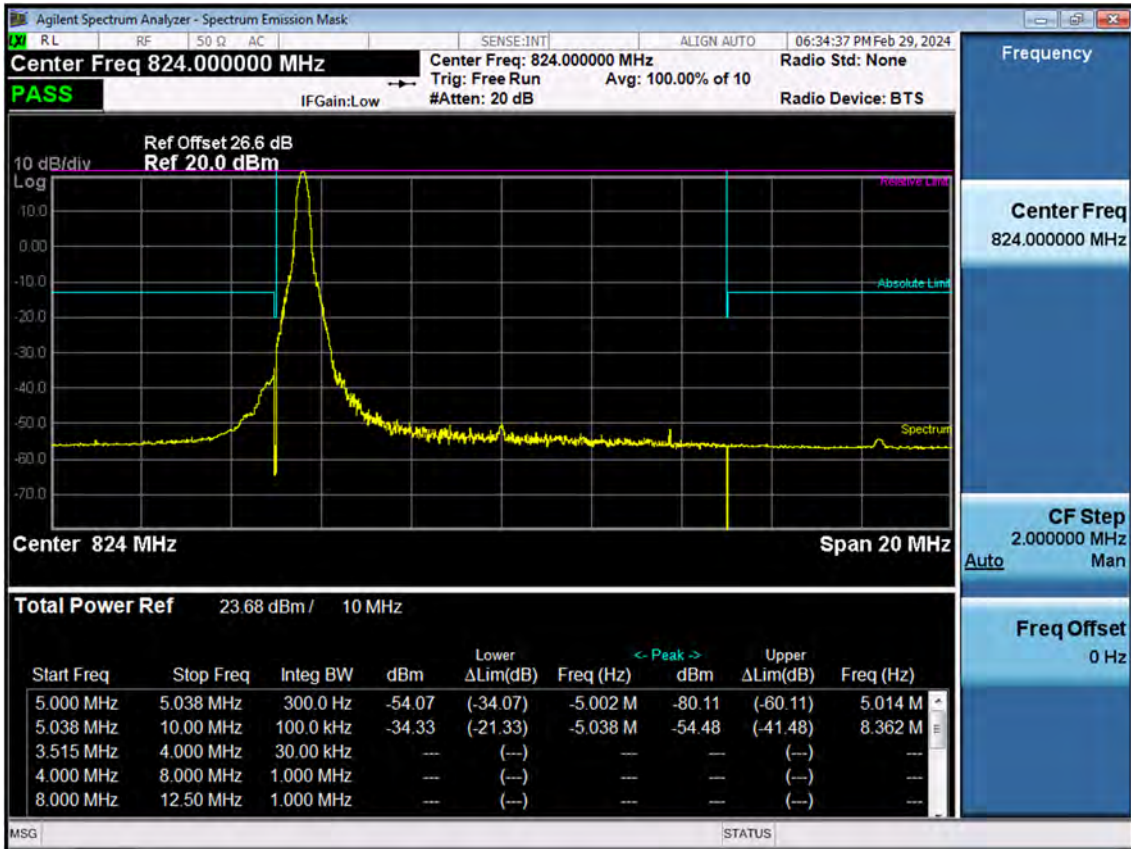 Agilent Spectrum Analyzer - Spectrum Emission Mask
LXI RL RF 50 Ω AC SENSE:INT ALIGN AUTO 06:34:37 PM Feb 29, 2024
Center Freq 824.000000 MHz Center Freq: 824.000000 MHz Radio Std: None
Trig: Free Run Avg: 100.00% of 10
PASS IFGain:Low #Atten: 20 dB Radio Device: BTS
Ref Offset 26.6 dB
10 dB/div Ref 20.0 dBm
Log
Relative Limit
10.0
0.00
-10.0
Absolute Limit
-20.0
-30.0
-40.0
-50.0
Spectrum
-60.0
-70.0
Center 824 MHz Span 20 MHz
Total Power Ref 23.68 dBm / 10 MHz
Lower <- Peak -> Upper
Start Freq Stop Freq Integ BW dBm ΔLim(dB) Freq (Hz) dBm ΔLim(dB) Freq (Hz)
5.000 MHz 5.038 MHz 300.0 Hz -54.07 (-34.07) -5.002 M -80.11 (-60.11) 5.014 M
5.038 MHz 10.00 MHz 100.0 kHz -34.33 (-21.33) -5.038 M -54.48 (-41.48) 8.362 M
3.515 MHz 4.000 MHz 30.00 kHz --- (---) --- --- (---) ---
4.000 MHz 8.000 MHz 1.000 MHz --- (---) --- --- (---) ---
8.000 MHz 12.50 MHz 1.000 MHz --- (---) --- --- (---) ---
MSG STATUS
Frequency
Center Freq
824.000000 MHz
CF Step
2.000000 MHz
Auto Man
Freq Offset
0 Hz